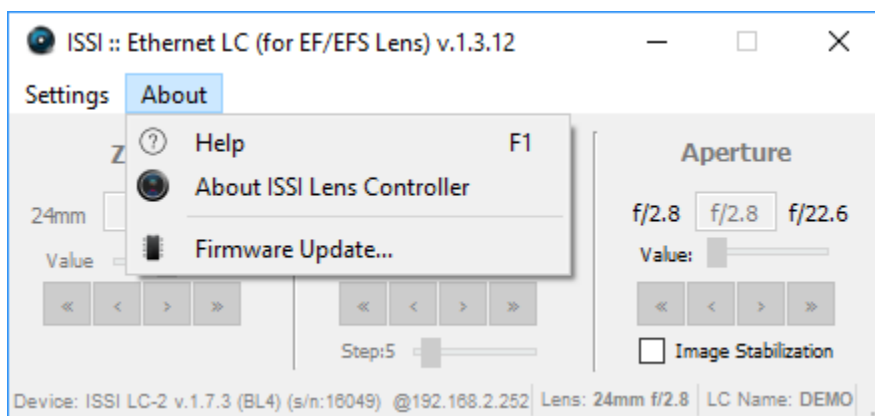 ISSI :: Ethernet LC (for EF/EFS Lens) v.1.3.12
Settings About
Help F1
About ISSI Lens Controller
Firmware Update...
Z
24mm
Value
« < > »
« < > »
Step:5
Aperture
f/2.8 f/2.8 f/22.6
Value:
« < > »
Image Stabilization
Device: ISSI LC-2 v.1.7.3 (BL4) (s/n:16049) @192.168.2.252 Lens: 24mm f/2.8 LC Name: DEMO